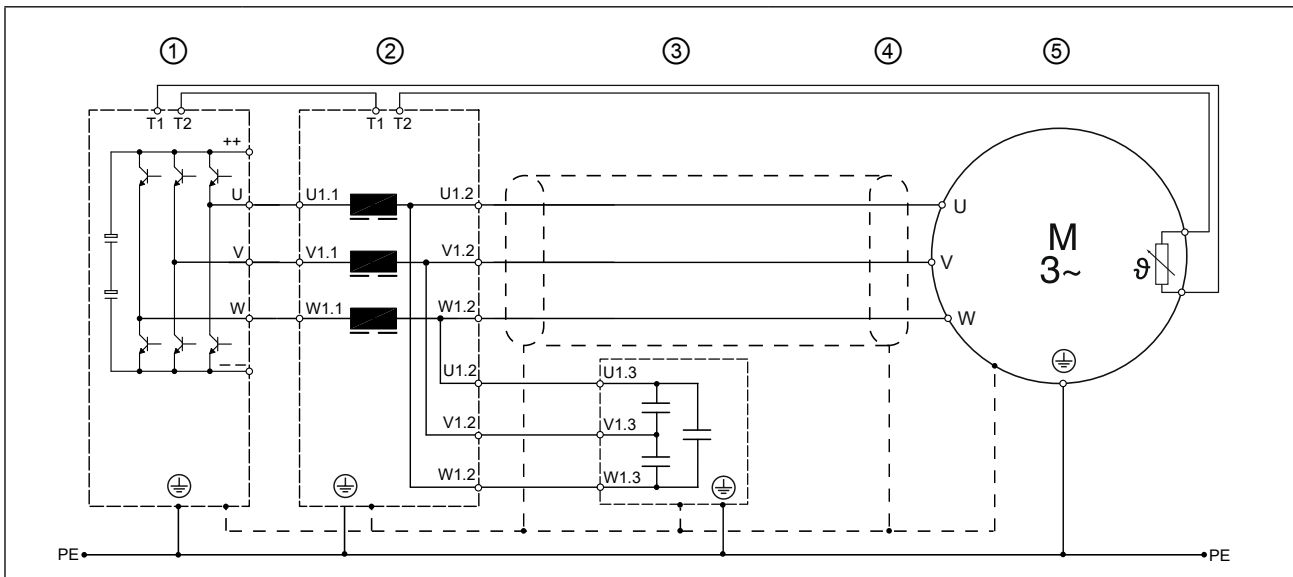 ① ② ③ ④ ⑤
T1 T2 T1 T2
++
U U1.1 U1.2 U
V V1.1 V1.2 V
W W1.1 W1.2 W
M
3~
ϑ
– –
U1.2 U1.3
V1.2 V1.3
W1.2 W1.3
PE PE